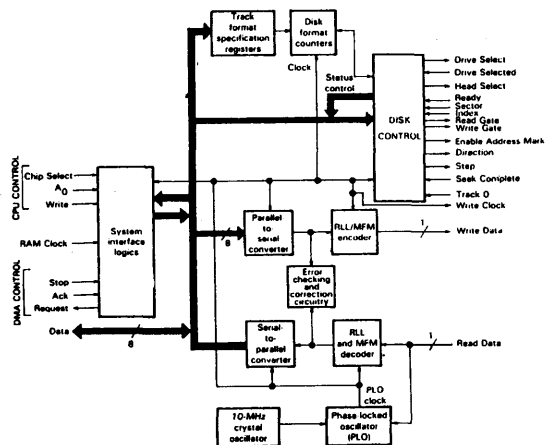 Track
format
specification
registers
Disk
format
counters
Clock
Status
control
DISK
CONTROL
Drive Select
Drive Selected
Head Select
Ready
Sector
Index
Read Gate
Write Gate
Enable Address Mark
Direction
Step
Seek Complete
Track 0
Write Clock
CPU CONTROL
Chip Select
A0
Write
RAM Clock
DMA CONTROL
Stop
Ack
Request
Data
8
System
interface
logics
8
Parallel
to-
serial
converter
RLL/MFM
encoder
1
Write Data
Error
checking
and
correction
circuitry
Serial-
to-
parallel
converter
RLL
and MFM
decoder
1
Read Data
PLO
clock
10-MHz
crystal
oscillator
Phase locked
oscillator
(PLO)